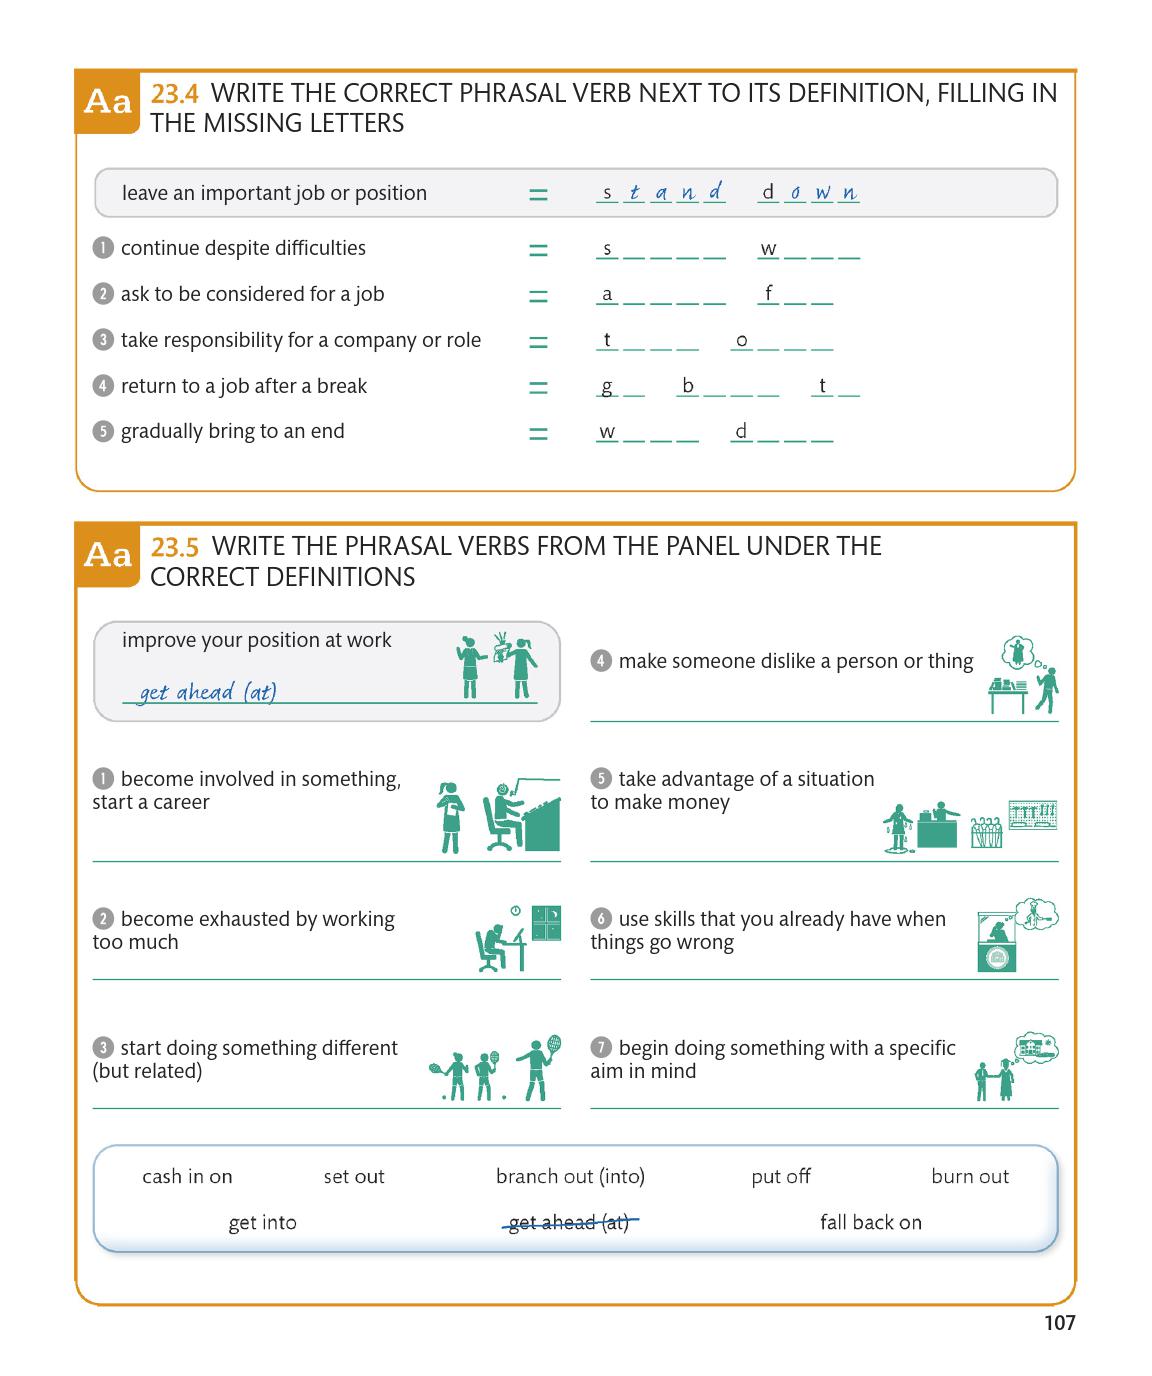 Aa 23.4 WRITE THE CORRECT PHRASAL VERB NEXT TO ITS DEFINITION, FILLING IN
THE MISSING LETTERS
leave an important job or position = s t a n d d o w n
1 continue despite difficulties = s _ _ _ _ w _ _ _
2 ask to be considered for a job = a _ _ _ _ f _ _
3 take responsibility for a company or role = t _ _ _ o _ _ _
4 return to a job after a break = g _ b _ _ _ t _
5 gradually bring to an end = w _ _ _ d _ _ _
Aa 23.5 WRITE THE PHRASAL VERBS FROM THE PANEL UNDER THE
CORRECT DEFINITIONS
improve your position at work
get ahead (at)
1 become involved in something,
start a career
2 become exhausted by working
too much
3 start doing something different
(but related)
4 make someone dislike a person or thing
5 take advantage of a situation
to make money
6 use skills that you already have when
things go wrong
7 begin doing something with a specific
aim in mind
cash in on set out branch out (into) put off burn out
get into get ahead (at) fall back on
107